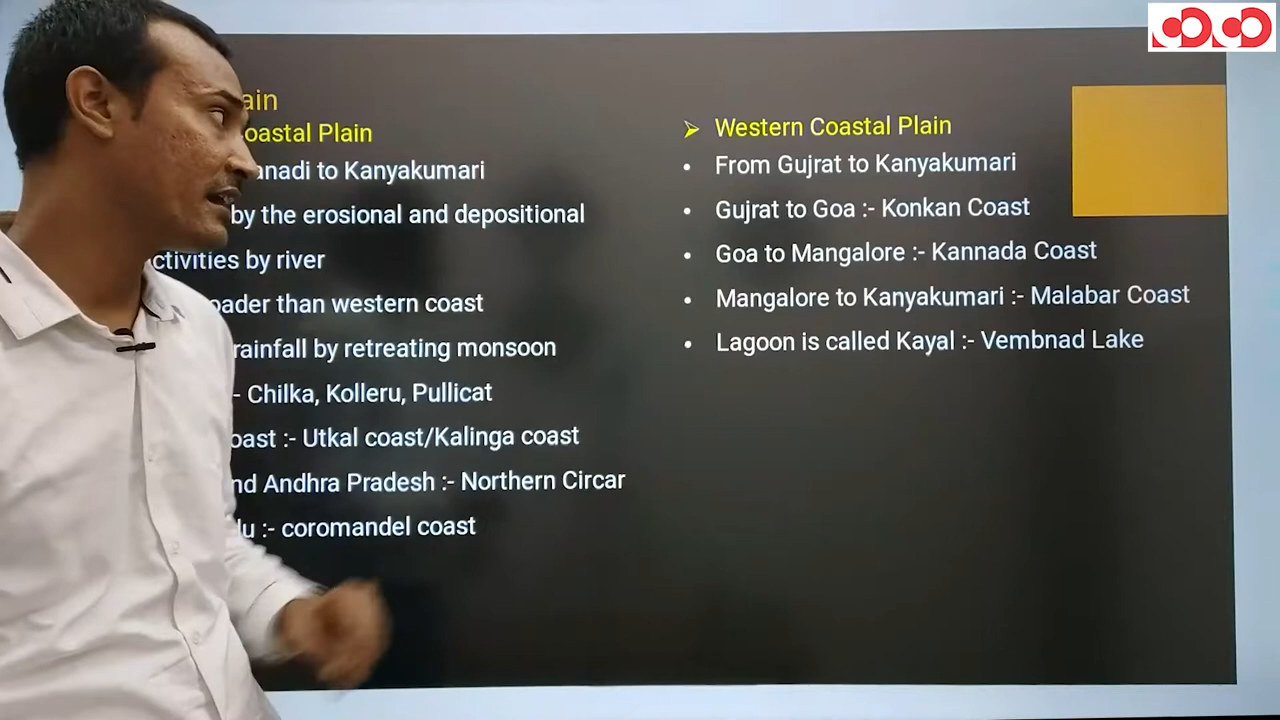 ain
oastal Plain
anadi to Kanyakumari
by the erosional and depositional
ctivities by river
oader than western coast
rainfall by retreating monsoon
- Chilka, Kolleru, Pullicat
oast :- Utkal coast/Kalinga coast
nd Andhra Pradesh :- Northern Circar
lu :- coromandel coast
Western Coastal Plain
• From Gujrat to Kanyakumari
• Gujrat to Goa :- Konkan Coast
• Goa to Mangalore :- Kannada Coast
• Mangalore to Kanyakumari :- Malabar Coast
• Lagoon is called Kayal :- Vembnad Lake